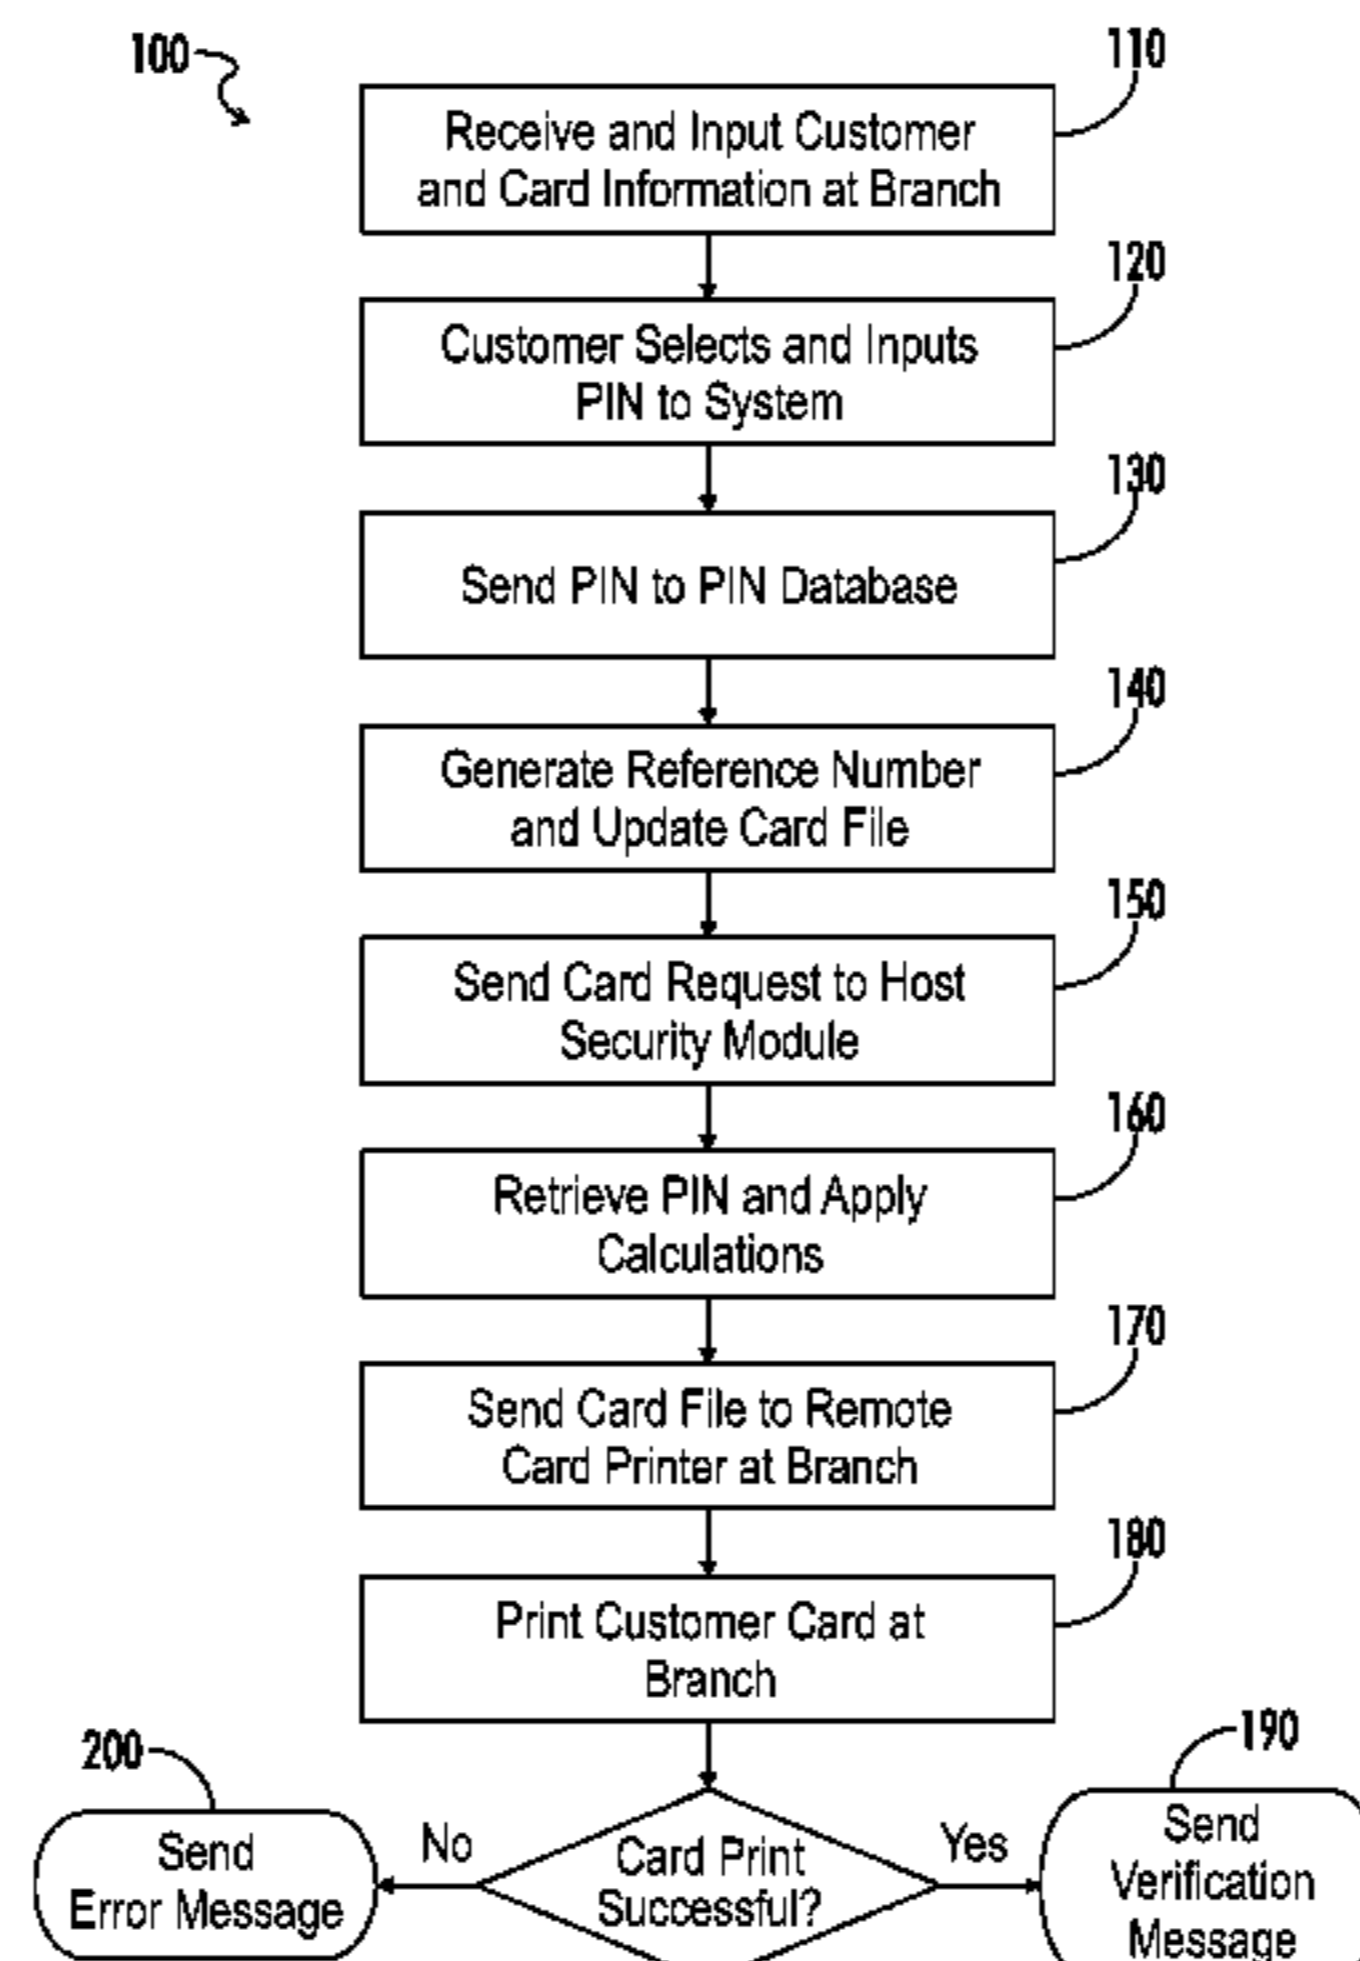 100
110
Receive and Input Customer
and Card Information at Branch
120
Customer Selects and Inputs
PIN to System
130
Send PIN to PIN Database
140
Generate Reference Number
and Update Card File
150
Send Card Request to Host
Security Module
160
Retrieve PIN and Apply
Calculations
170
Send Card File to Remote
Card Printer at Branch
180
Print Customer Card at
Branch
200
190
Send
Error Message
No
Card Print
Successful?
Yes
Send
Verification
Message